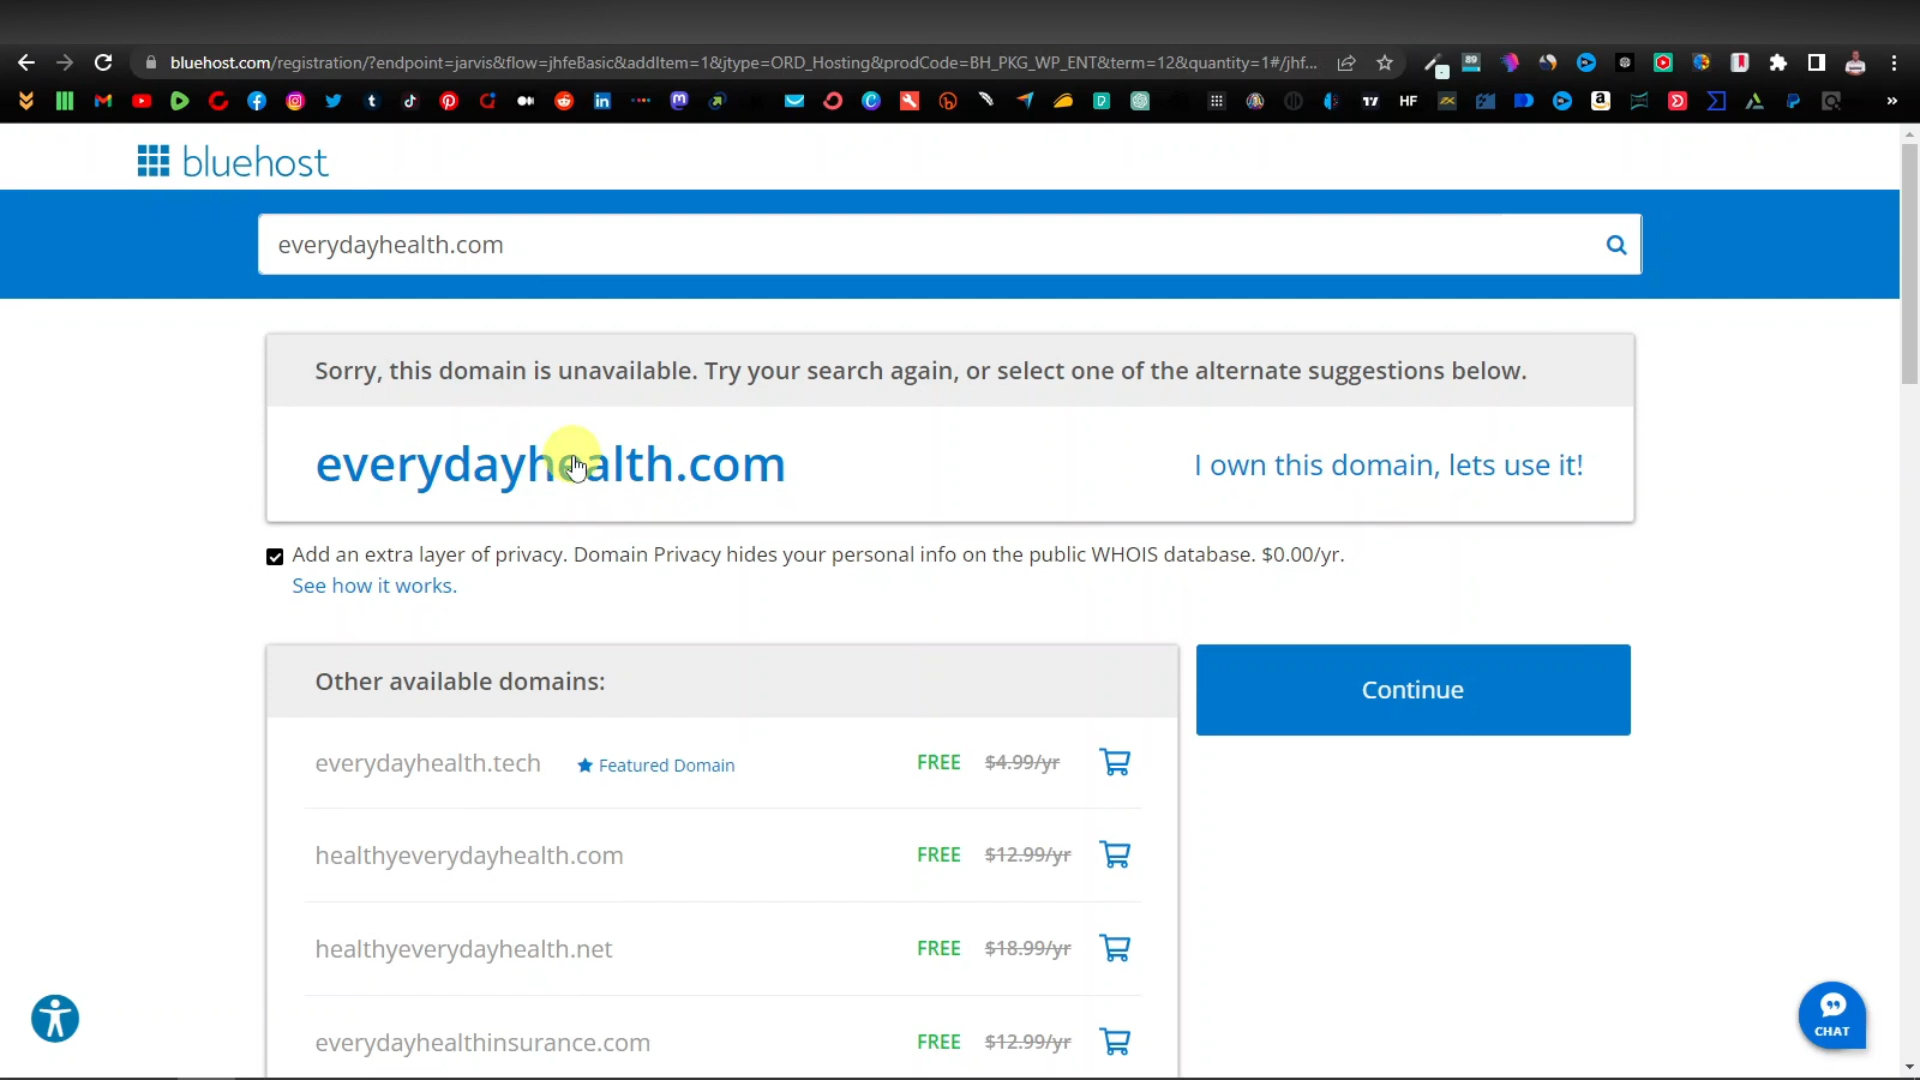 bluehost.com/registration/?endpoint=jarvis&flow=jhfeBasic&addItem=1&jtype=ORD_Hosting&prodCode=BH_PKG_WP_ENT&term=12&quantity=1#/jhf...
89
HF
bluehost
everydayhealth.com
Sorry, this domain is unavailable. Try your search again, or select one of the alternate suggestions below.
everydayhealth.com
I own this domain, lets use it!
Add an extra layer of privacy. Domain Privacy hides your personal info on the public WHOIS database. $0.00/yr.
See how it works.
Other available domains:
Continue
everydayhealth.tech Featured Domain FREE $4.99/yr
healthyeverydayhealth.com FREE $12.99/yr
healthyeverydayhealth.net FREE $18.99/yr
everydayhealthinsurance.com FREE $12.99/yr
CHAT